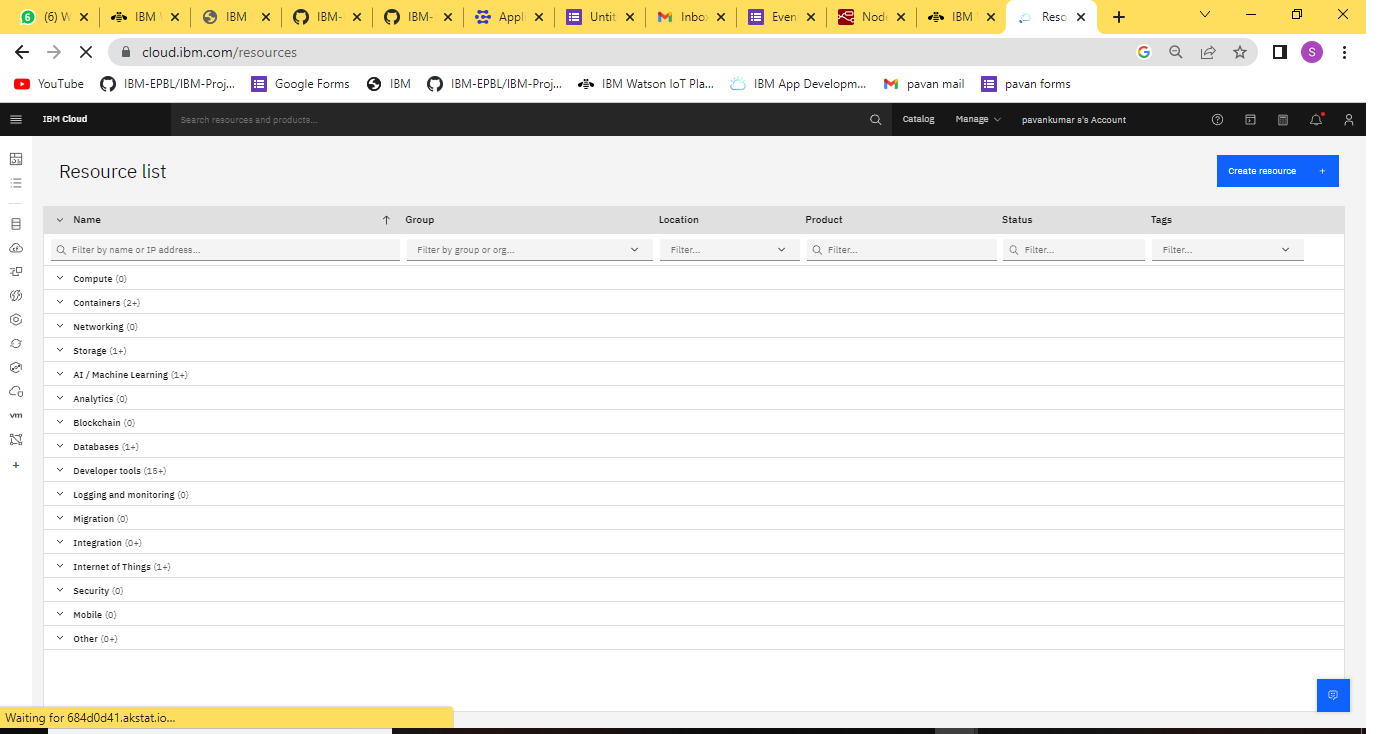 6 (6) W IBM W IBM IBM- IBM- Appli Untit Inbo Even Node IBM W Reso
cloud.ibm.com/resources S
YouTube IBM-EPBL/IBM-Proj... Google Forms IBM IBM-EPBL/IBM-Proj... IBM Watson IoT Pla... IBM App Developm... pavan mail pavan forms
IBM Cloud Search resources and products... Catalog Manage pavankumar s's Account
Resource list Create resource +
Name Group Location Product Status Tags
Filter by name or IP address... Filter by group or org... Filter... Filter... Filter... Filter...
Compute (0)
Containers (2+)
Networking (0)
Storage (1+)
AI / Machine Learning (1+)
Analytics (0)
vm
Blockchain (0)
Databases (1+)
Developer tools (15+)
Logging and monitoring (0)
Migration (0)
Integration (0+)
Internet of Things (1+)
Security (0)
Mobile (0)
Other (0+)
Waiting for 684d0d41.akstat.io...